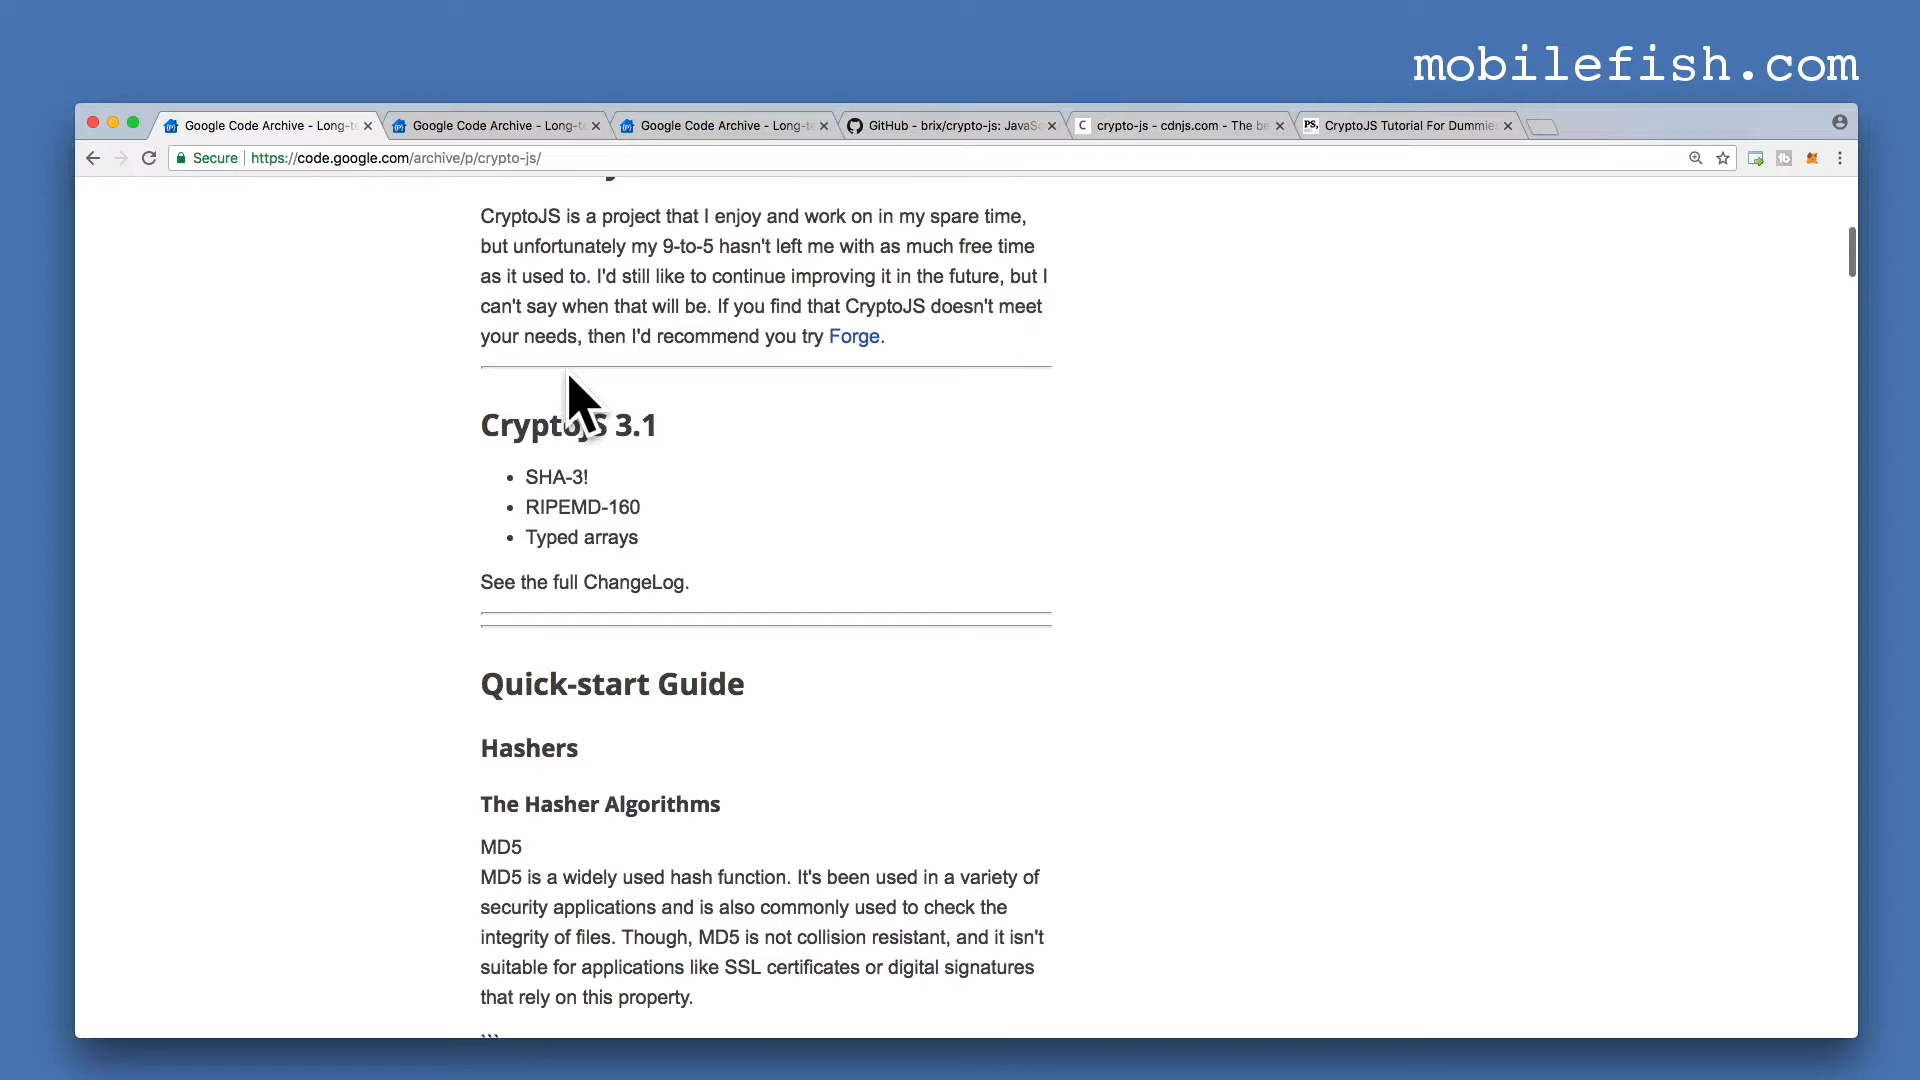 mobilefish.com
Google Code Archive - Long-te
Google Code Archive - Long-te
Google Code Archive - Long-te
GitHub - brix/crypto-js: JavaSc
crypto-js - cdnjs.com - The be
CryptoJS Tutorial For Dummies
Secure
https://code.google.com/archive/p/crypto-js/
CryptoJS is a project that I enjoy and work on in my spare time,
but unfortunately my 9-to-5 hasn't left me with as much free time
as it used to. I'd still like to continue improving it in the future, but I
can't say when that will be. If you find that CryptoJS doesn't meet
your needs, then I'd recommend you try Forge.
CryptoJS 3.1
• SHA-3!
• RIPEMD-160
• Typed arrays
See the full ChangeLog.
Quick-start Guide
Hashers
The Hasher Algorithms
MD5
MD5 is a widely used hash function. It's been used in a variety of
security applications and is also commonly used to check the
integrity of files. Though, MD5 is not collision resistant, and it isn't
suitable for applications like SSL certificates or digital signatures
that rely on this property.
```